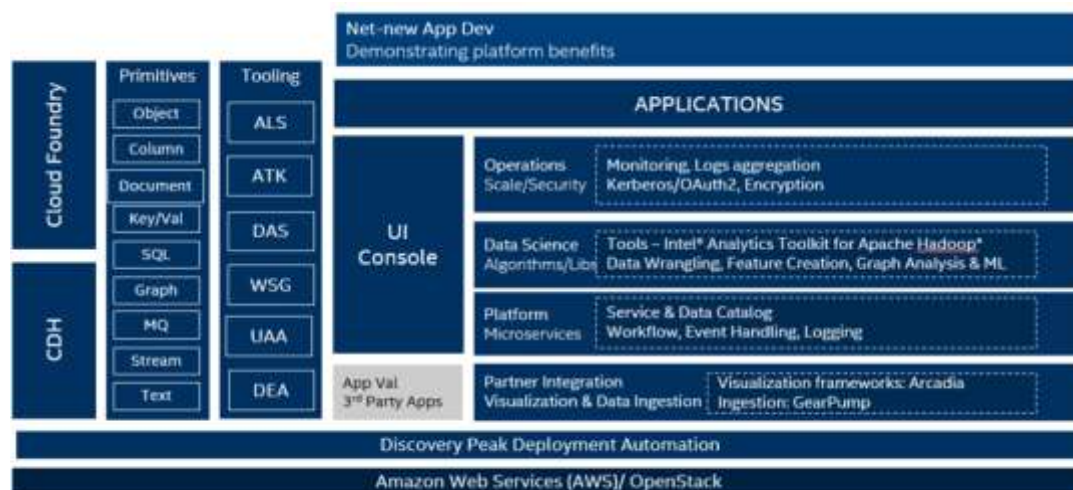 Net-new App Dev
Demonstrating platform benefits
Cloud Foundry
CDH
Primitives
Object
Column
Document
Key/Val
SQL
Graph
MQ
Stream
Text
Tooling
ALS
ATK
DAS
WSG
UAA
DEA
APPLICATIONS
UI
Console
Operations
Scale/Security
Monitoring, Logs aggregation
Kerberos/OAuth2, Encryption
Data Science
Algorithms/Libs
Tools – Intel® Analytics Toolkit for Apache Hadoop*
Data Wrangling, Feature Creation, Graph Analysis & ML
Platform
Microservices
Service & Data Catalog
Workflow, Event Handling, Logging
App Val
3rd Party Apps
Partner Integration
Visualization & Data Ingestion
Visualization frameworks: Arcadia
Ingestion: GearPump
Discovery Peak Deployment Automation
Amazon Web Services (AWS)/ OpenStack